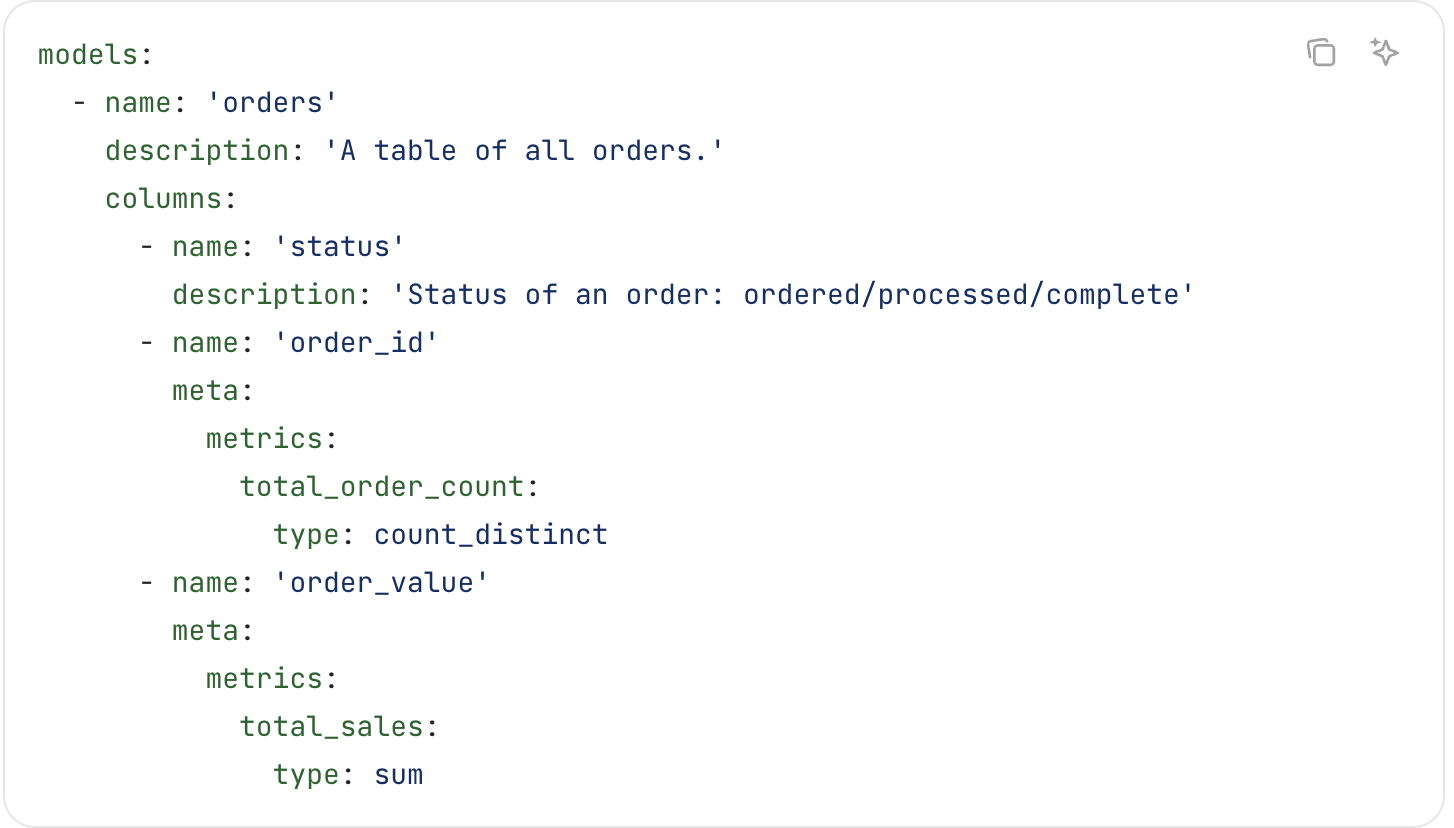 models:
  - name: 'orders'
    description: 'A table of all orders.'
    columns:
      - name: 'status'
        description: 'Status of an order: ordered/processed/complete'
      - name: 'order_id'
        meta:
          metrics:
            total_order_count:
              type: count_distinct
      - name: 'order_value'
        meta:
          metrics:
            total_sales:
              type: sum